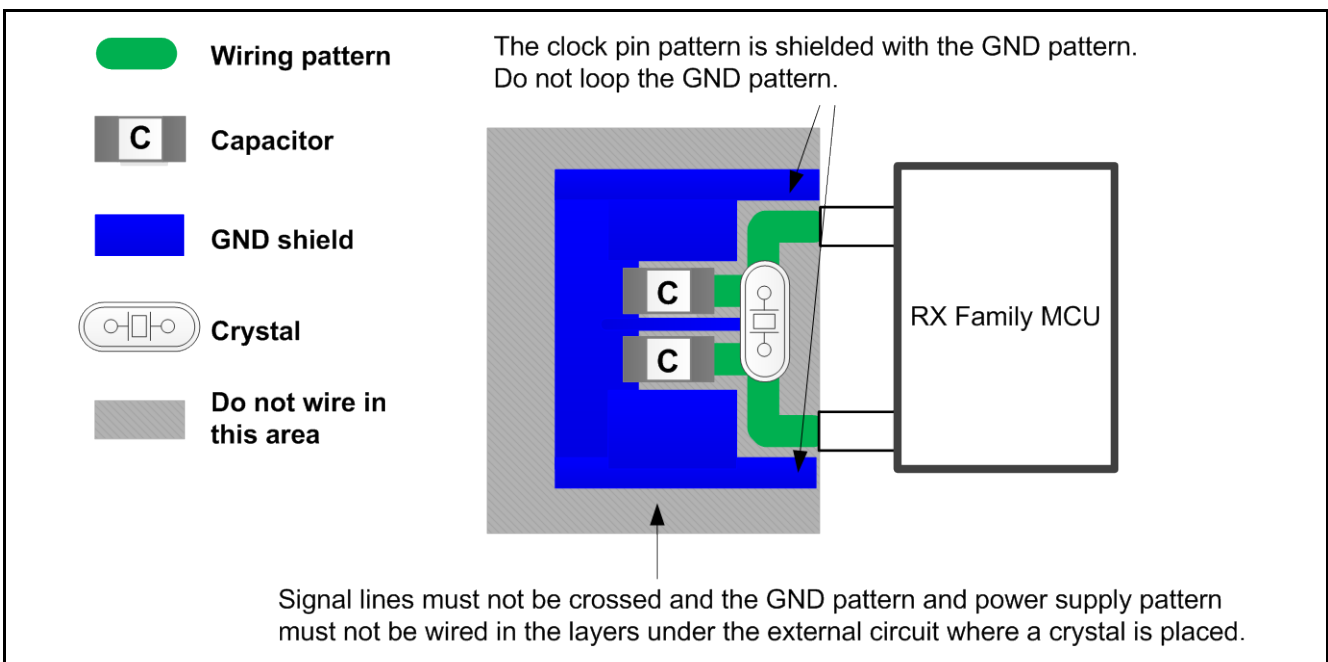 Wiring pattern
Capacitor
GND shield
Crystal
Do not wire in
this area
C
The clock pin pattern is shielded with the GND pattern.
Do not loop the GND pattern.
C
C
RX Family MCU
Signal lines must not be crossed and the GND pattern and power supply pattern
must not be wired in the layers under the external circuit where a crystal is placed.